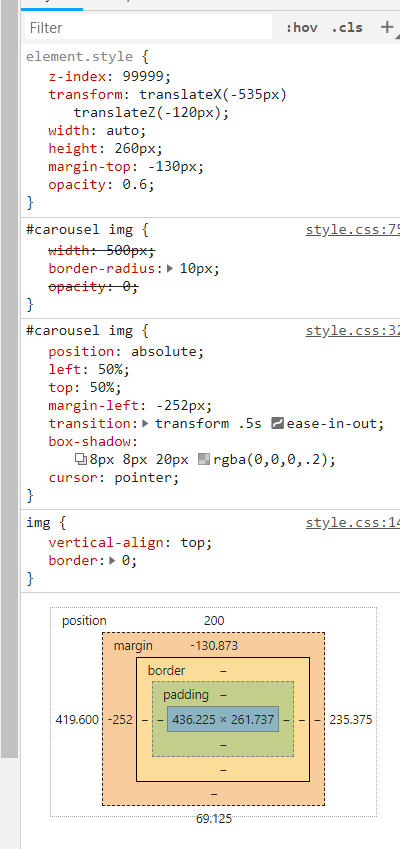 Filter :hov .cls +
element.style {
z-index: 99999;
transform: translateX(-535px)
translateZ(-120px);
width: auto;
height: 260px;
margin-top: -130px;
opacity: 0.6;
}
#carousel img { style.css:75
width: 500px;
border-radius: 10px;
opacity: 0;
}
#carousel img { style.css:32
position: absolute;
left: 50%;
top: 50%;
margin-left: -252px;
transition: transform .5s ease-in-out;
box-shadow:
8px 8px 20px rgba(0,0,0,.2);
cursor: pointer;
}
img { style.css:14
vertical-align: top;
border: 0;
}
position 200
margin -130.873
border –
padding –
419.600 -252 – – 436.225 × 261.737 – – – 235.375
–
–
–
69.125